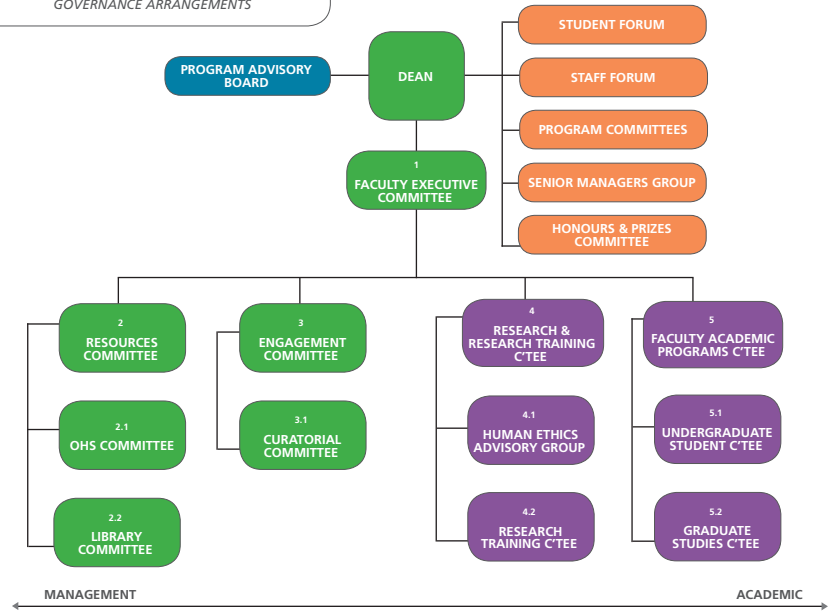 GOVERNANCE ARRANGEMENTS
STUDENT FORUM
PROGRAM ADVISORY
BOARD
DEAN
STAFF FORUM
PROGRAM COMMITTEES
1
FACULTY EXECUTIVE
COMMITTEE
SENIOR MANAGERS GROUP
HONOURS & PRIZES
COMMITTEE
2
RESOURCES
COMMITTEE
3
ENGAGEMENT
COMMITTEE
4
RESEARCH &
RESEARCH TRAINING
C'TEE
5
FACULTY ACADEMIC
PROGRAMS C'TEE
2.1
OHS COMMITTEE
3.1
CURATORIAL
COMMITTEE
4.1
HUMAN ETHICS
ADVISORY GROUP
5.1
UNDERGRADUATE
STUDENT C'TEE
2.2
LIBRARY
COMMITTEE
4.2
RESEARCH
TRAINING C'TEE
5.2
GRADUATE
STUDIES C'TEE
MANAGEMENT
ACADEMIC